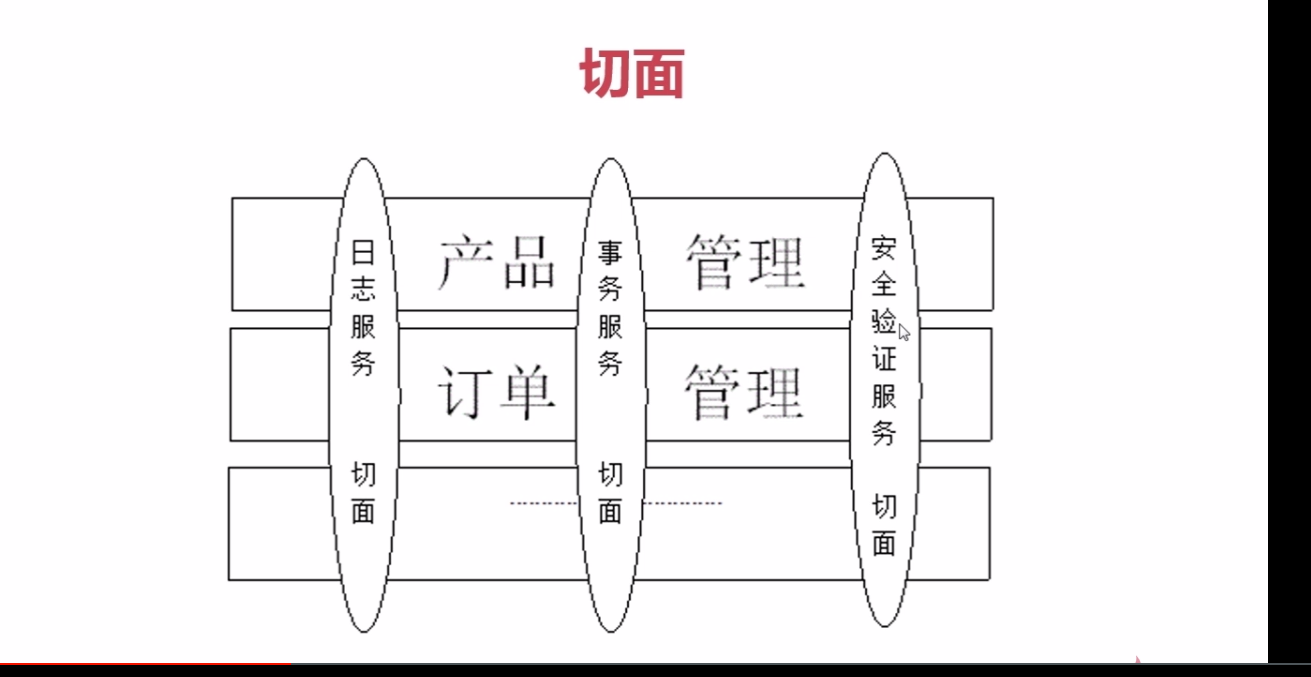 切面
日志服务 切面
事务服务 切面
安全验证服务 切面
产品 管理
订单 管理